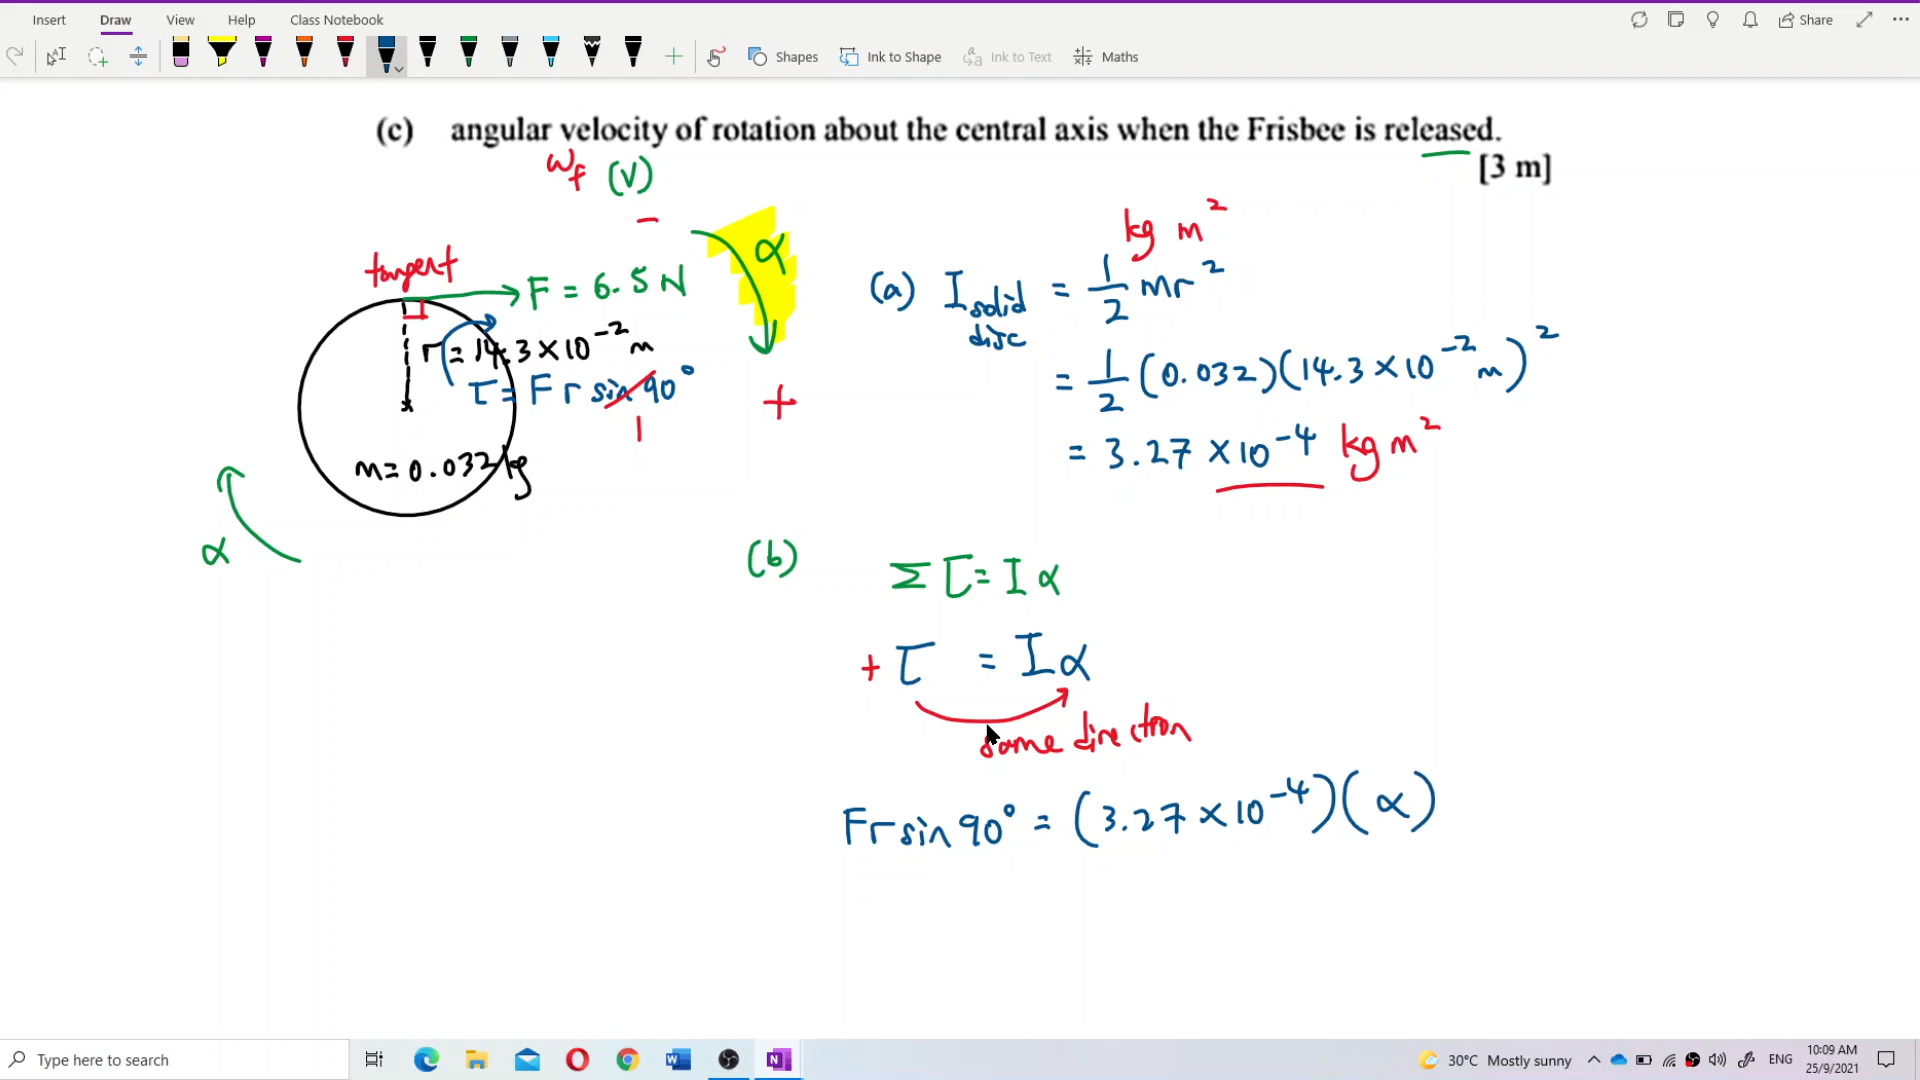 Insert Draw View Help Class Notebook Share
Shapes Ink to Shape Ink to Text Maths
(c) angular velocity of rotation about the central axis when the Frisbee is released.
[3 m]
ωf (V)
−
tangent
F = 6.5 N
α
r = 14.3 × 10⁻² m
τ = F r sin 90°
1
+
m = 0.032 kg
α
kg m²
(a) I solid disc = 1/2 mr²
= 1/2 (0.032)(14.3 × 10⁻² m)²
= 3.27 × 10⁻⁴ kg m²
(b) Σ τ = I α
+ τ = I α
same direction
Fr sin 90° = (3.27 × 10⁻⁴)(α)
Type here to search
30°C Mostly sunny ENG 10:09 AM
25/9/2021